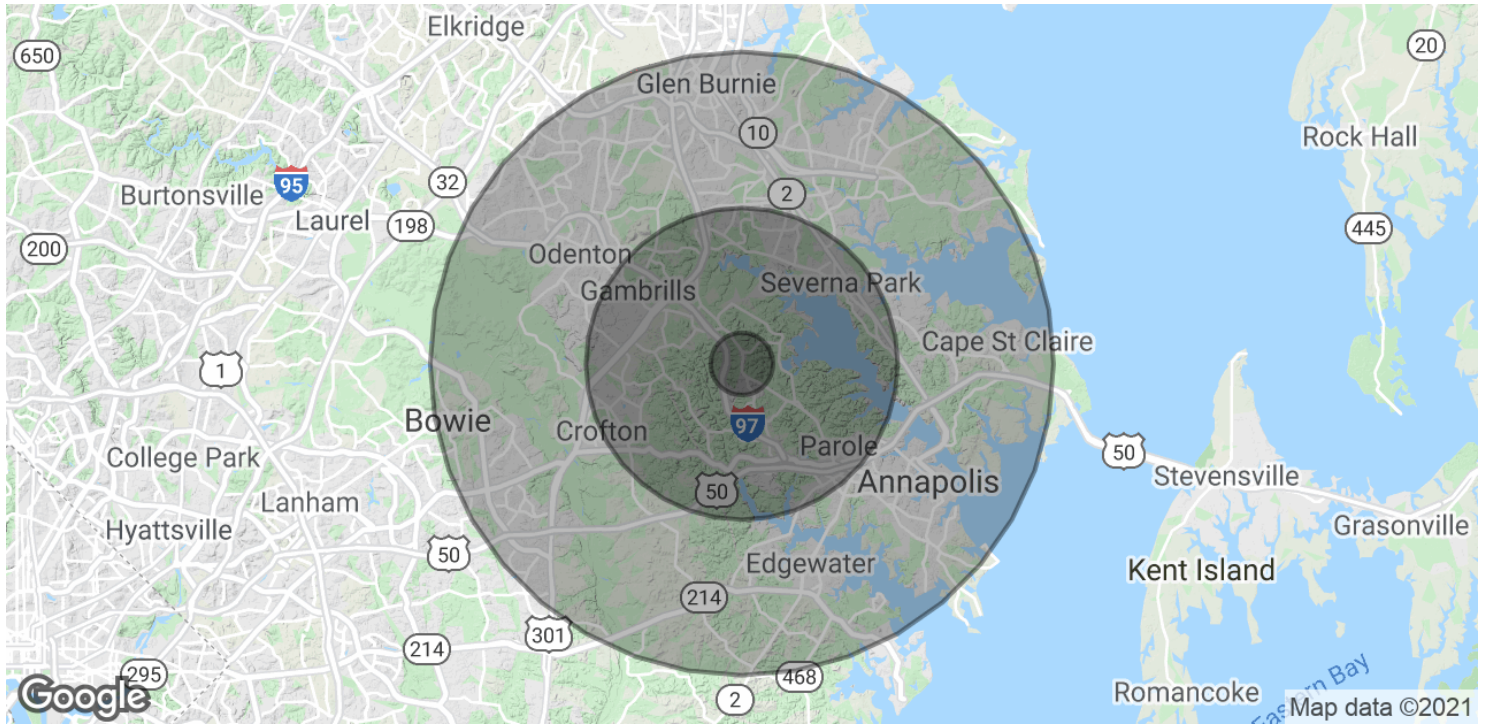 Elkridge
20
650
Glen Burnie
10
Rock Hall
32
95
Burtonsville
2
Laurel
198
445
200
Odenton
Severna Park
Gambrills
Cape St Claire
1
Bowie
97
Crofton
Parole
50
College Park
Annapolis
Stevensville
50
Lanham
Grasonville
Hyattsville
50
Edgewater
Kent Island
214
301
214
295
468
Romancoke
Eastern Bay
2
Google
Map data ©2021